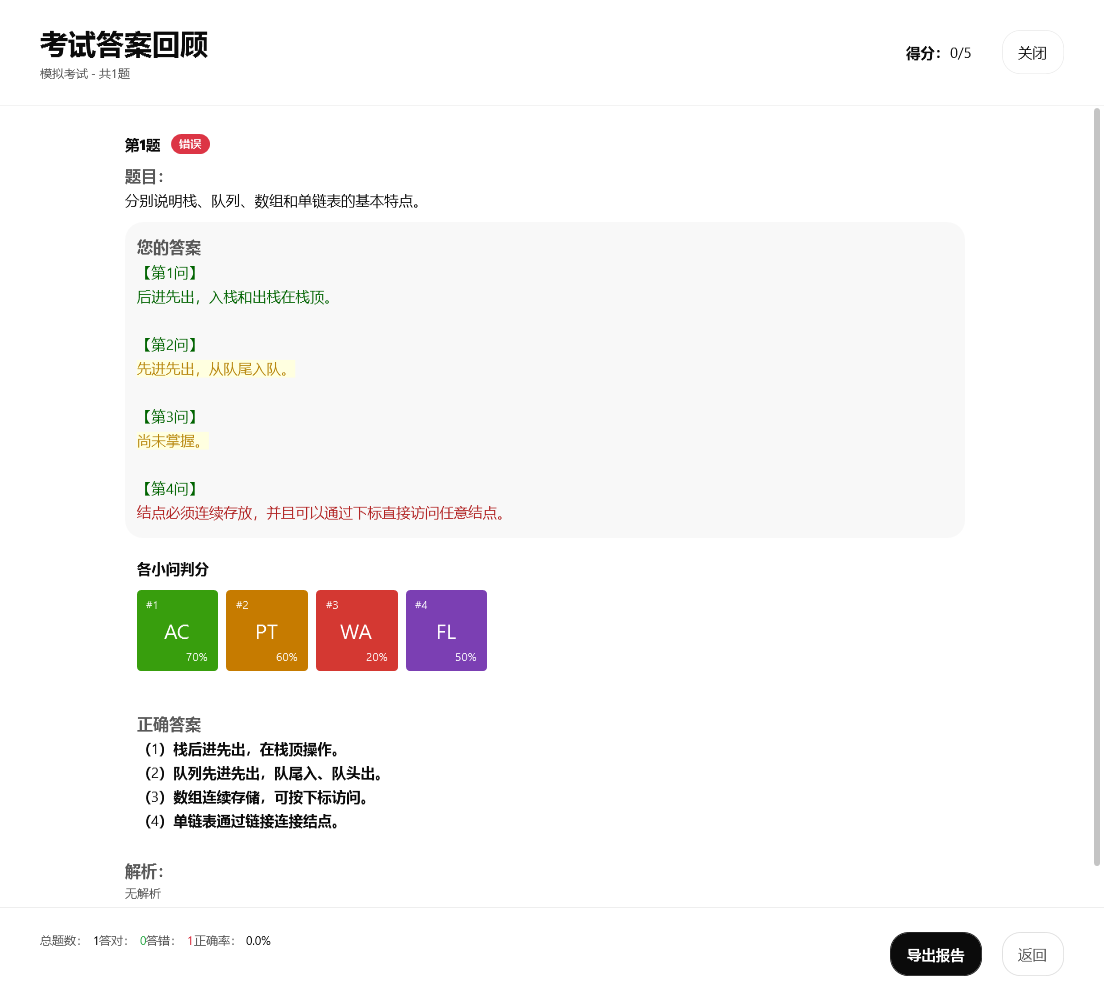 考试答案回顾
模拟考试 - 共1题
得分： 0/5
关闭
第1题 错误
题目：
分别说明栈、队列、数组和单链表的基本特点。
您的答案
【第1问】
后进先出，入栈和出栈在栈顶。
【第2问】
先进先出，从队尾入队。
【第3问】
尚未掌握。
【第4问】
结点必须连续存放，并且可以通过下标直接访问任意结点。
各小问判分
#1 #2 #3 #4
AC PT WA FL
70% 60% 20% 50%
正确答案
（1）栈后进先出，在栈顶操作。
（2）队列先进先出，队尾入、队头出。
（3）数组连续存储，可按下标访问。
（4）单链表通过链接连接结点。
解析：
无解析
总题数： 1答对： 0答错： 1正确率： 0.0%
导出报告
返回